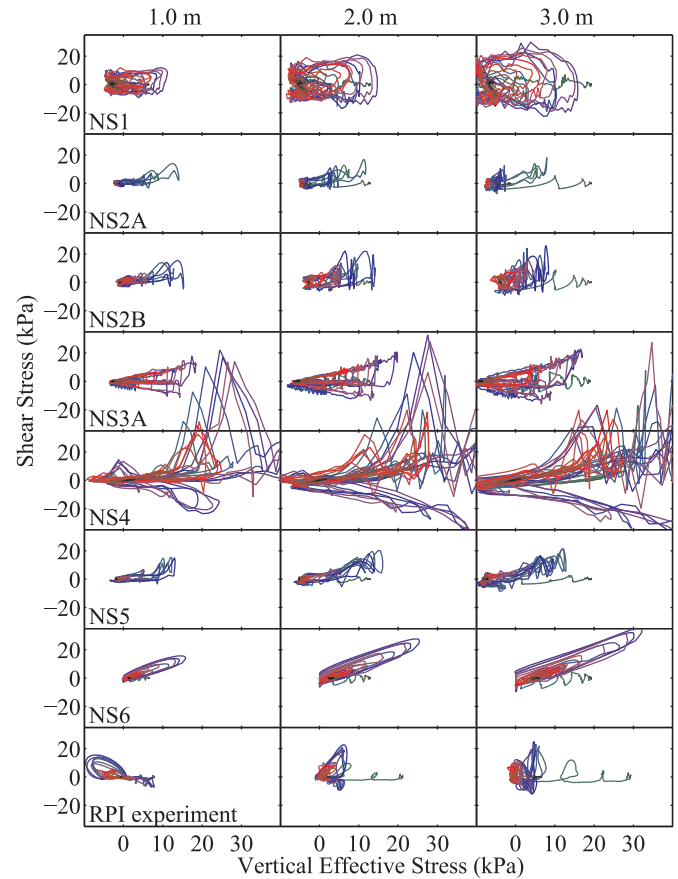 1.0 m 2.0 m 3.0 m
20
0
−20
NS1
20
0
−20
NS2A
20
0
−20
NS2B
20
0
−20
NS3A
20
0
−20
NS4
20
0
−20
NS5
20
0
−20
NS6
20
0
−20
RPI experiment
Shear Stress (kPa)
0 10 20 30 0 10 20 30 0 10 20 30
Vertical Effective Stress (kPa)